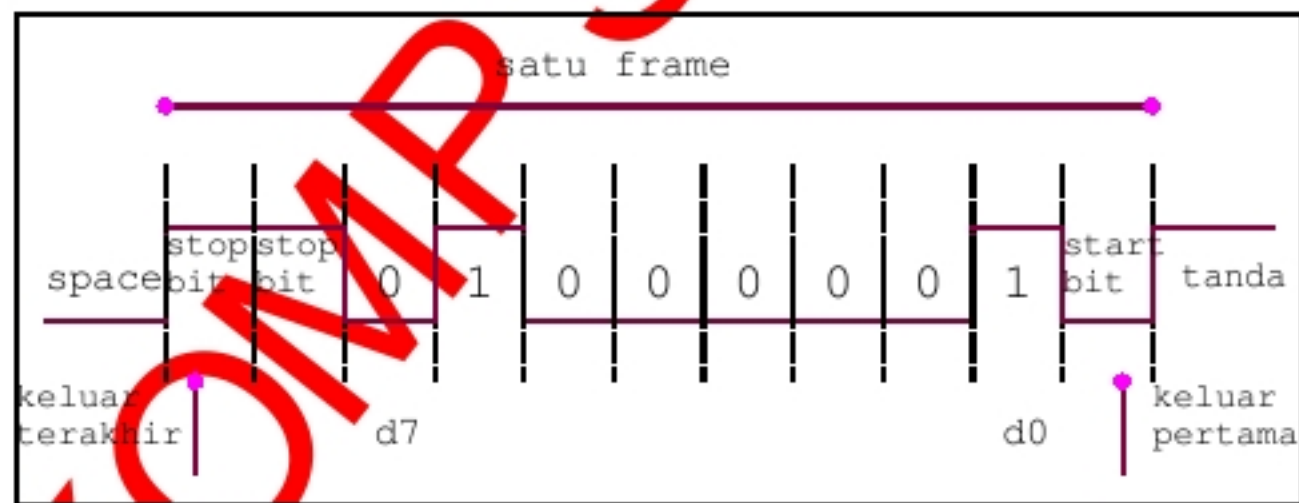 satu frame
space
stop
bit
stop
bit
0 1 0 0 0 0 0 1
start
bit
tanda
keluar
terakhir
d7
d0
keluar
pertama
OMP